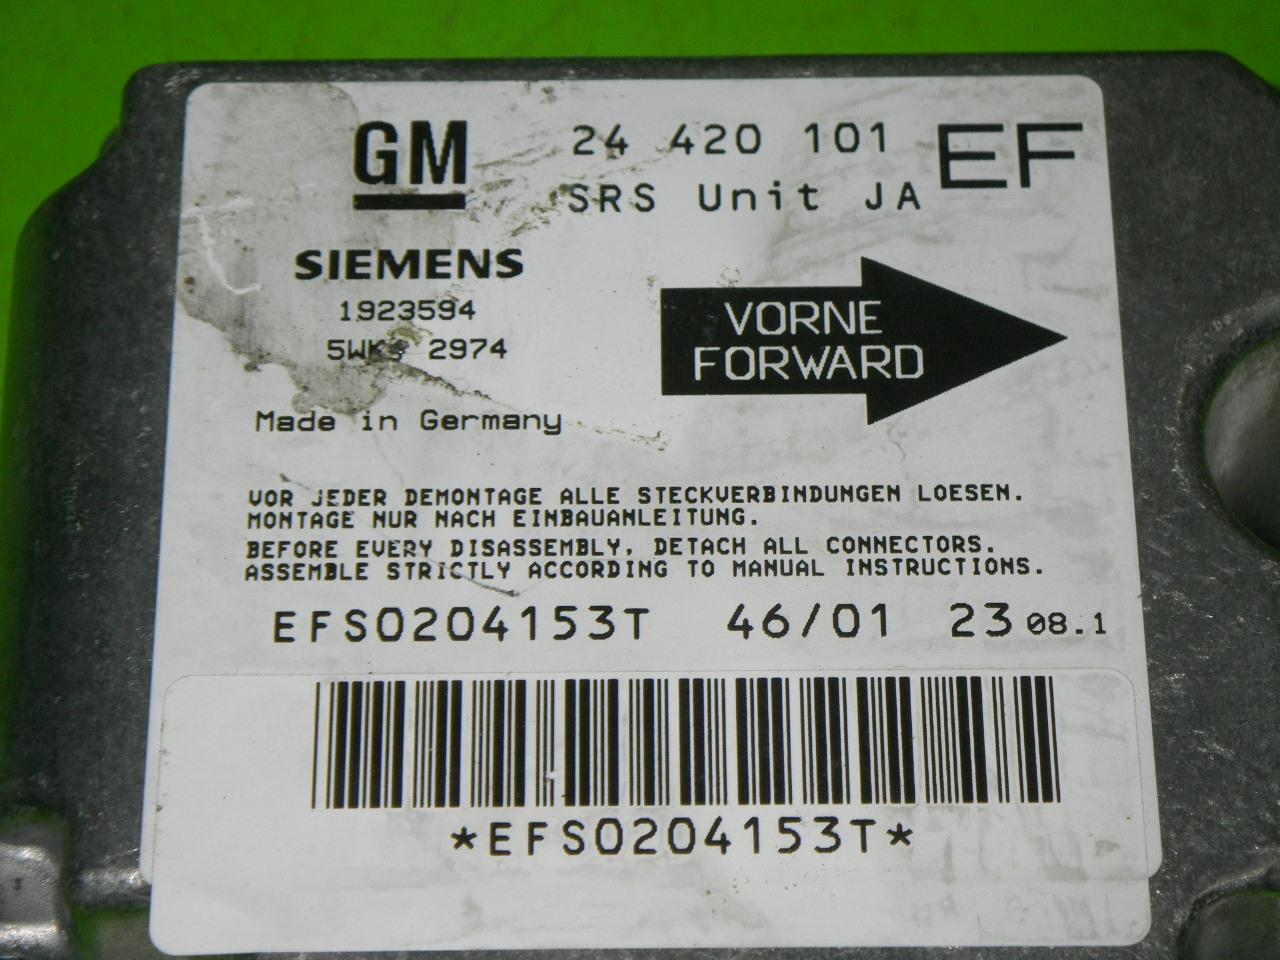 GM
24 420 101 EF
SRS Unit JA
SIEMENS
1923594
2974
VORNE
FORWARD
Made in Germany
VOR JEDER DEMONTAGE ALLE STECKVERBINDUNGEN LOESEN.
MONTAGE NUR NACH EINBAUANLEITUNG.
BEFORE EVERY DISASSEMBLY, DETACH ALL CONNECTORS.
ASSEMBLE STRICTLY ACCORDING TO MANUAL INSTRUCTIONS.
EFS0204153T 46/01 23 08.1
*EFS0204153T*